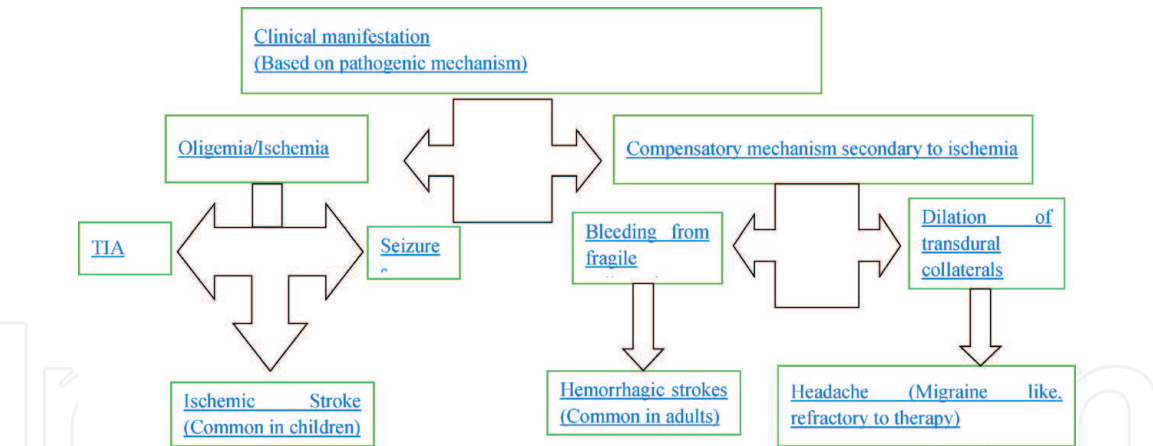 Clinical manifestation
(Based on pathogenic mechanism)
Oligemia/Ischemia
Compensatory mechanism secondary to ischemia
TIA
Seizure
Bleeding from
fragile
Dilation of
transdural
collaterals
Ischemic Stroke
(Common in children)
Hemorrhagic strokes
(Common in adults)
Headache (Migraine like,
refractory to therapy)